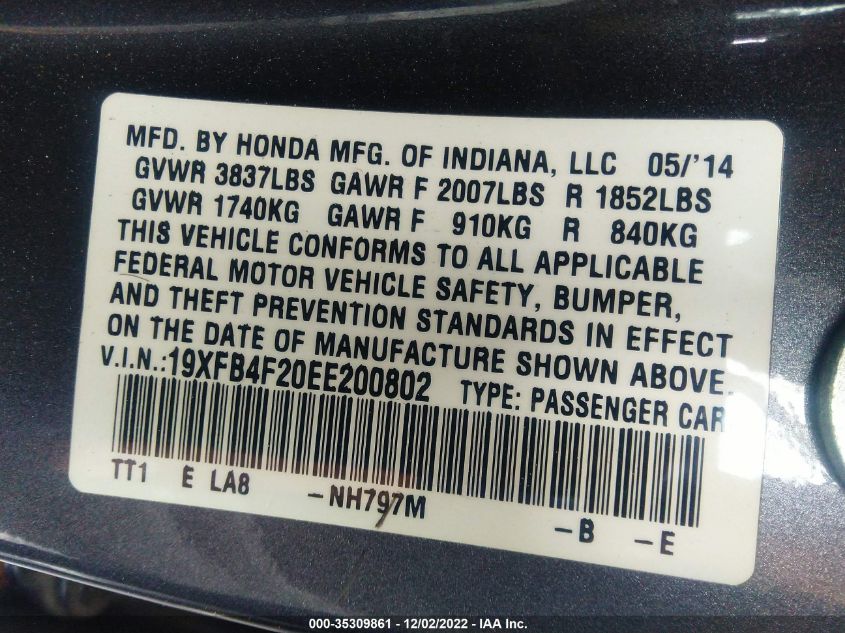 MFD. BY HONDA MFG. OF INDIANA, LLC 05/'14
GVWR 3837LBS GAWR F 2007LBS R 1852LBS
GVWR 1740KG GAWR F 910KG R 840KG
THIS VEHICLE CONFORMS TO ALL APPLICABLE
FEDERAL MOTOR VEHICLE SAFETY, BUMPER,
AND THEFT PREVENTION STANDARDS IN EFFECT
ON THE DATE OF MANUFACTURE SHOWN ABOVE.
V.I.N.:19XFB4F20EE200802 TYPE: PASSENGER CAR
TT1 E LA8 -NH797M -B -E
000-35309861 - 12/02/2022 - IAA Inc.